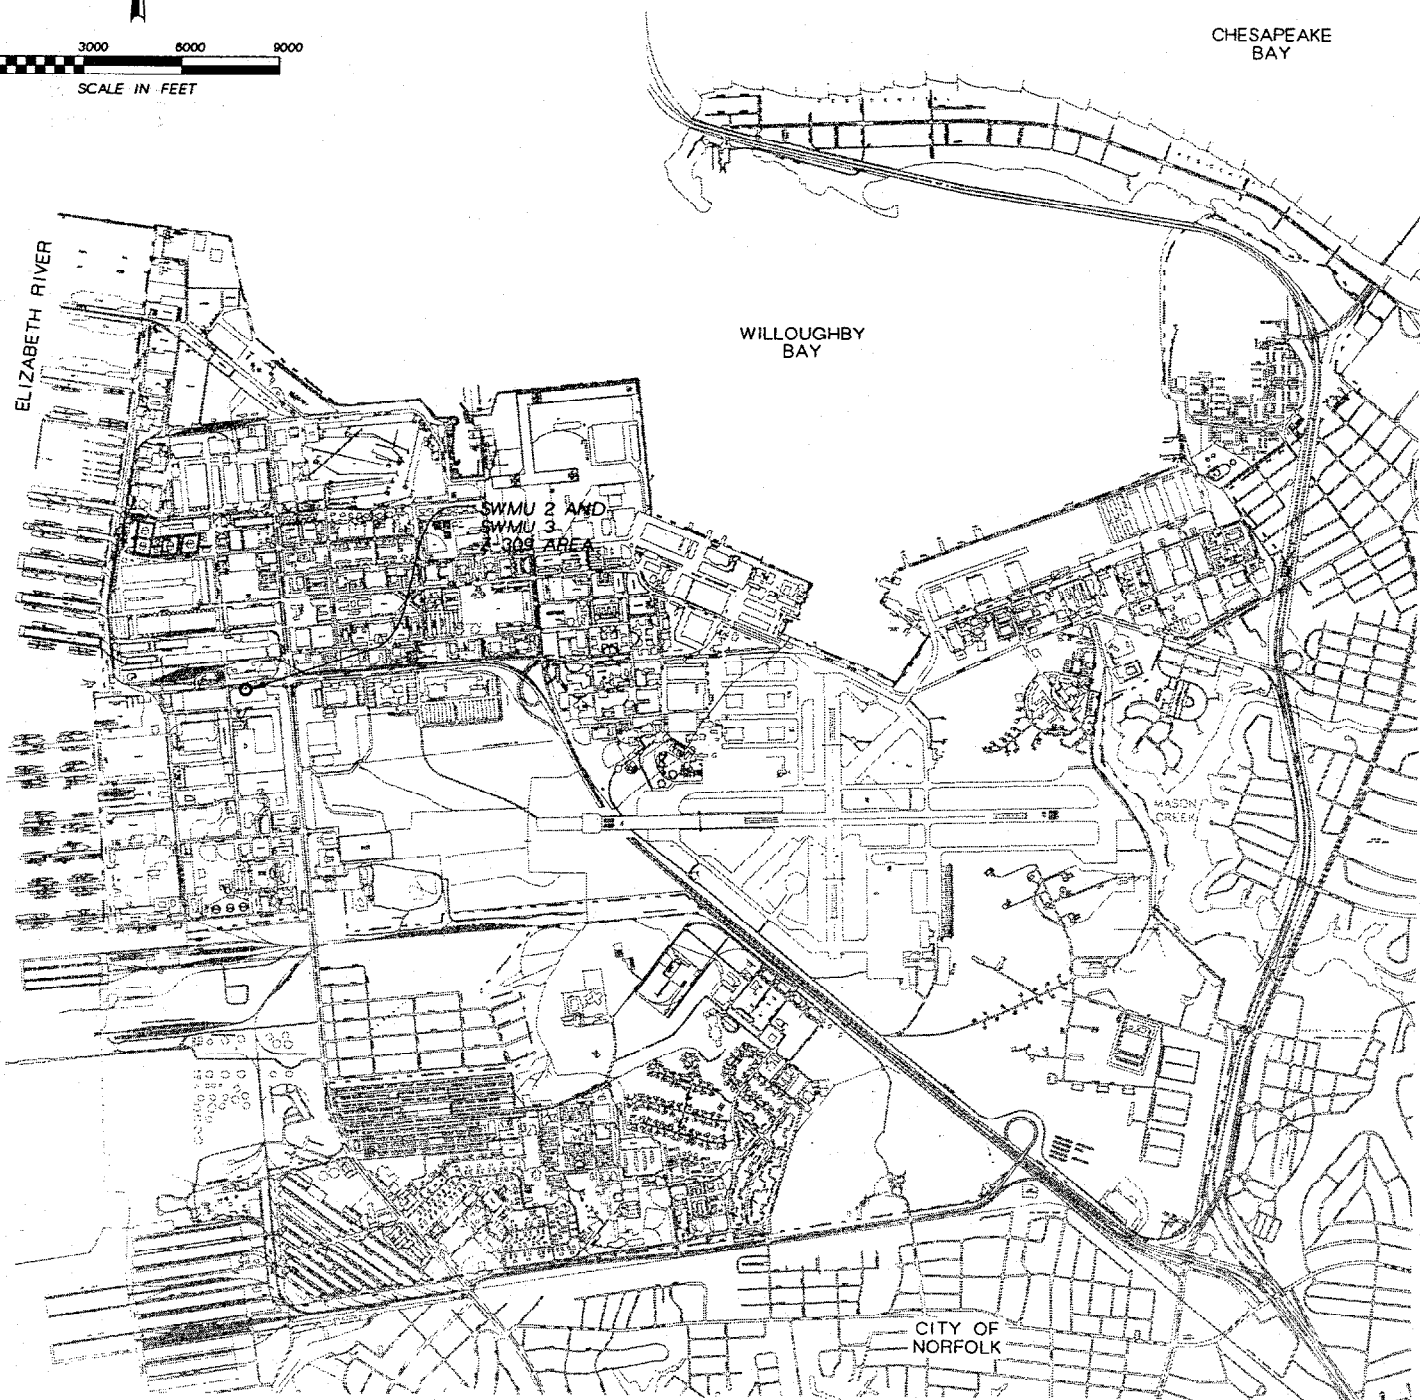 CHESAPEAKE
BAY
3000 6000 9000
SCALE IN FEET
ELIZABETH RIVER
WILLOUGHBY
BAY
SWMU 2 AND
SWMU 3
AREA
MASON
CREEK
CITY OF
NORFOLK